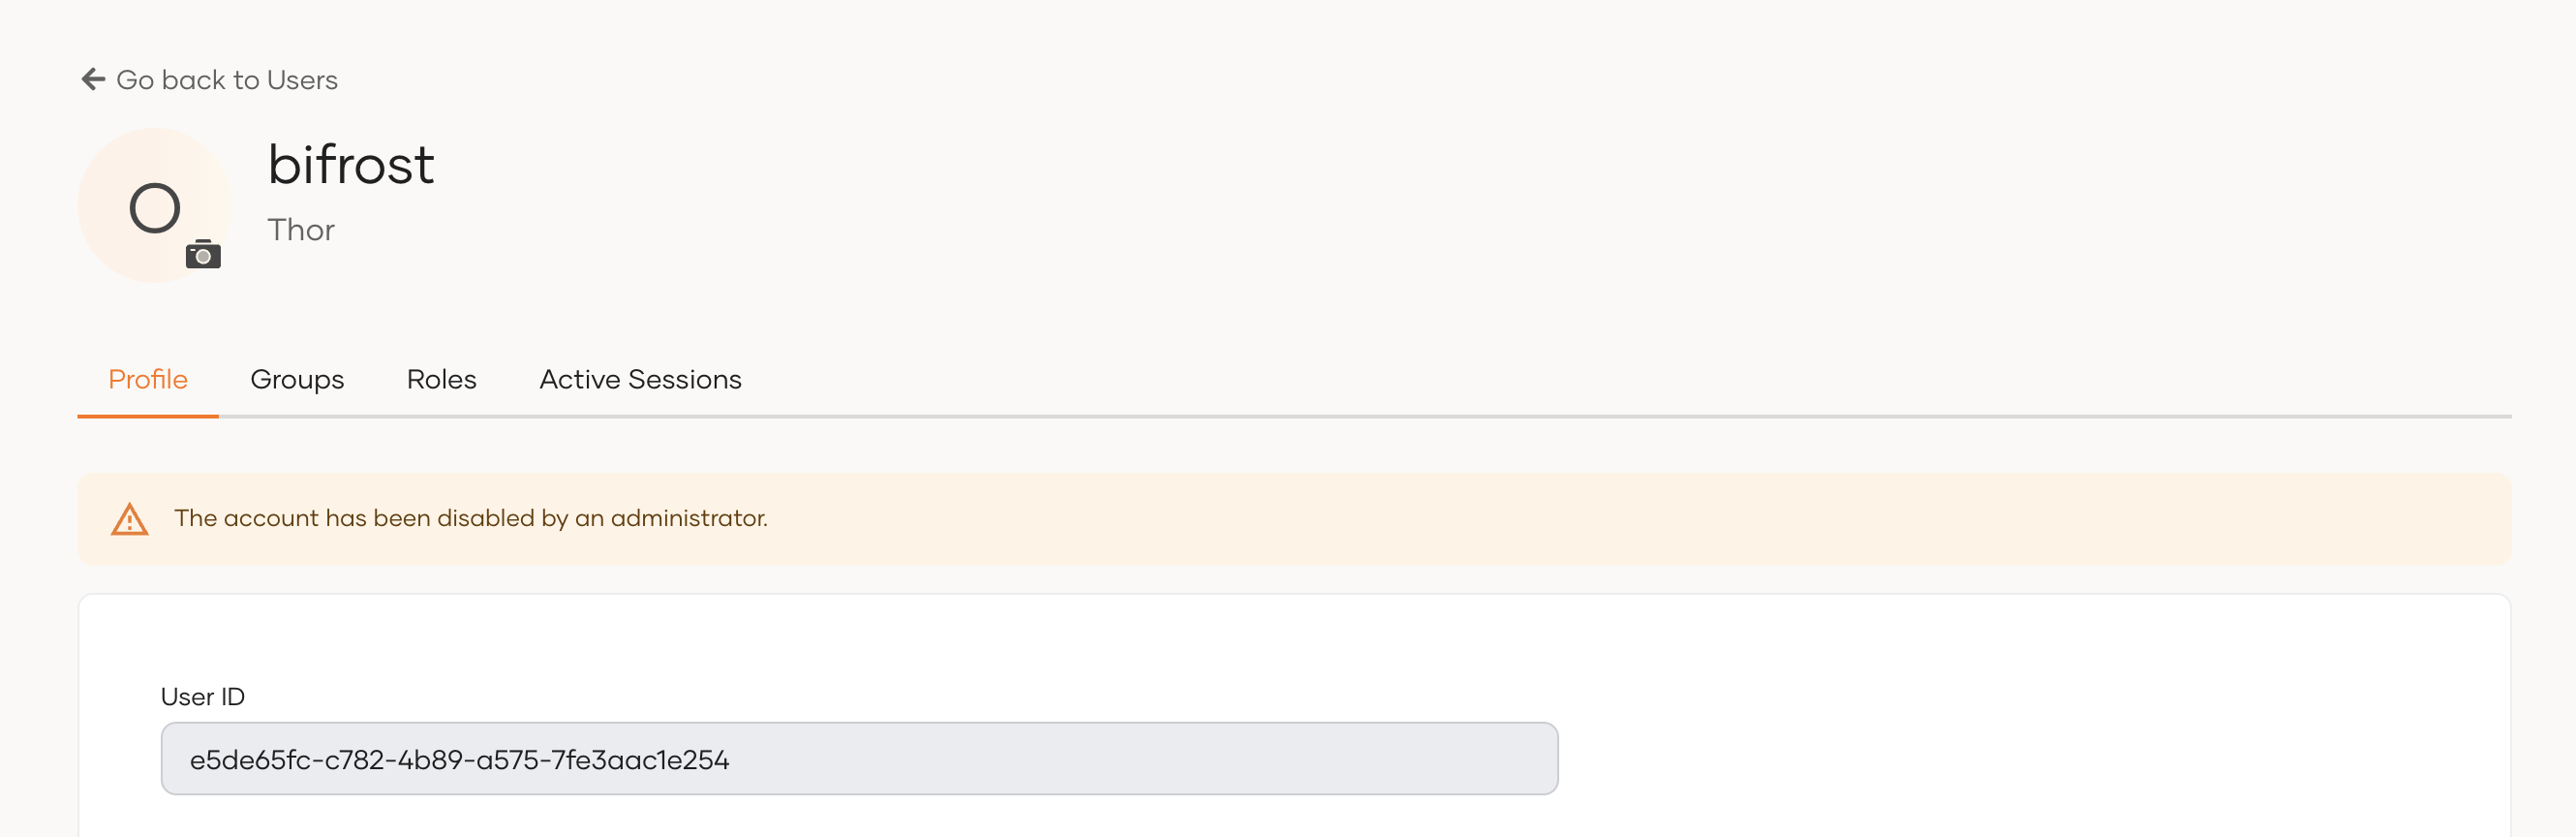 Go back to Users
O
bifrost
Thor
Profile Groups Roles Active Sessions
The account has been disabled by an administrator.
User ID
e5de65fc-c782-4b89-a575-7fe3aac1e254